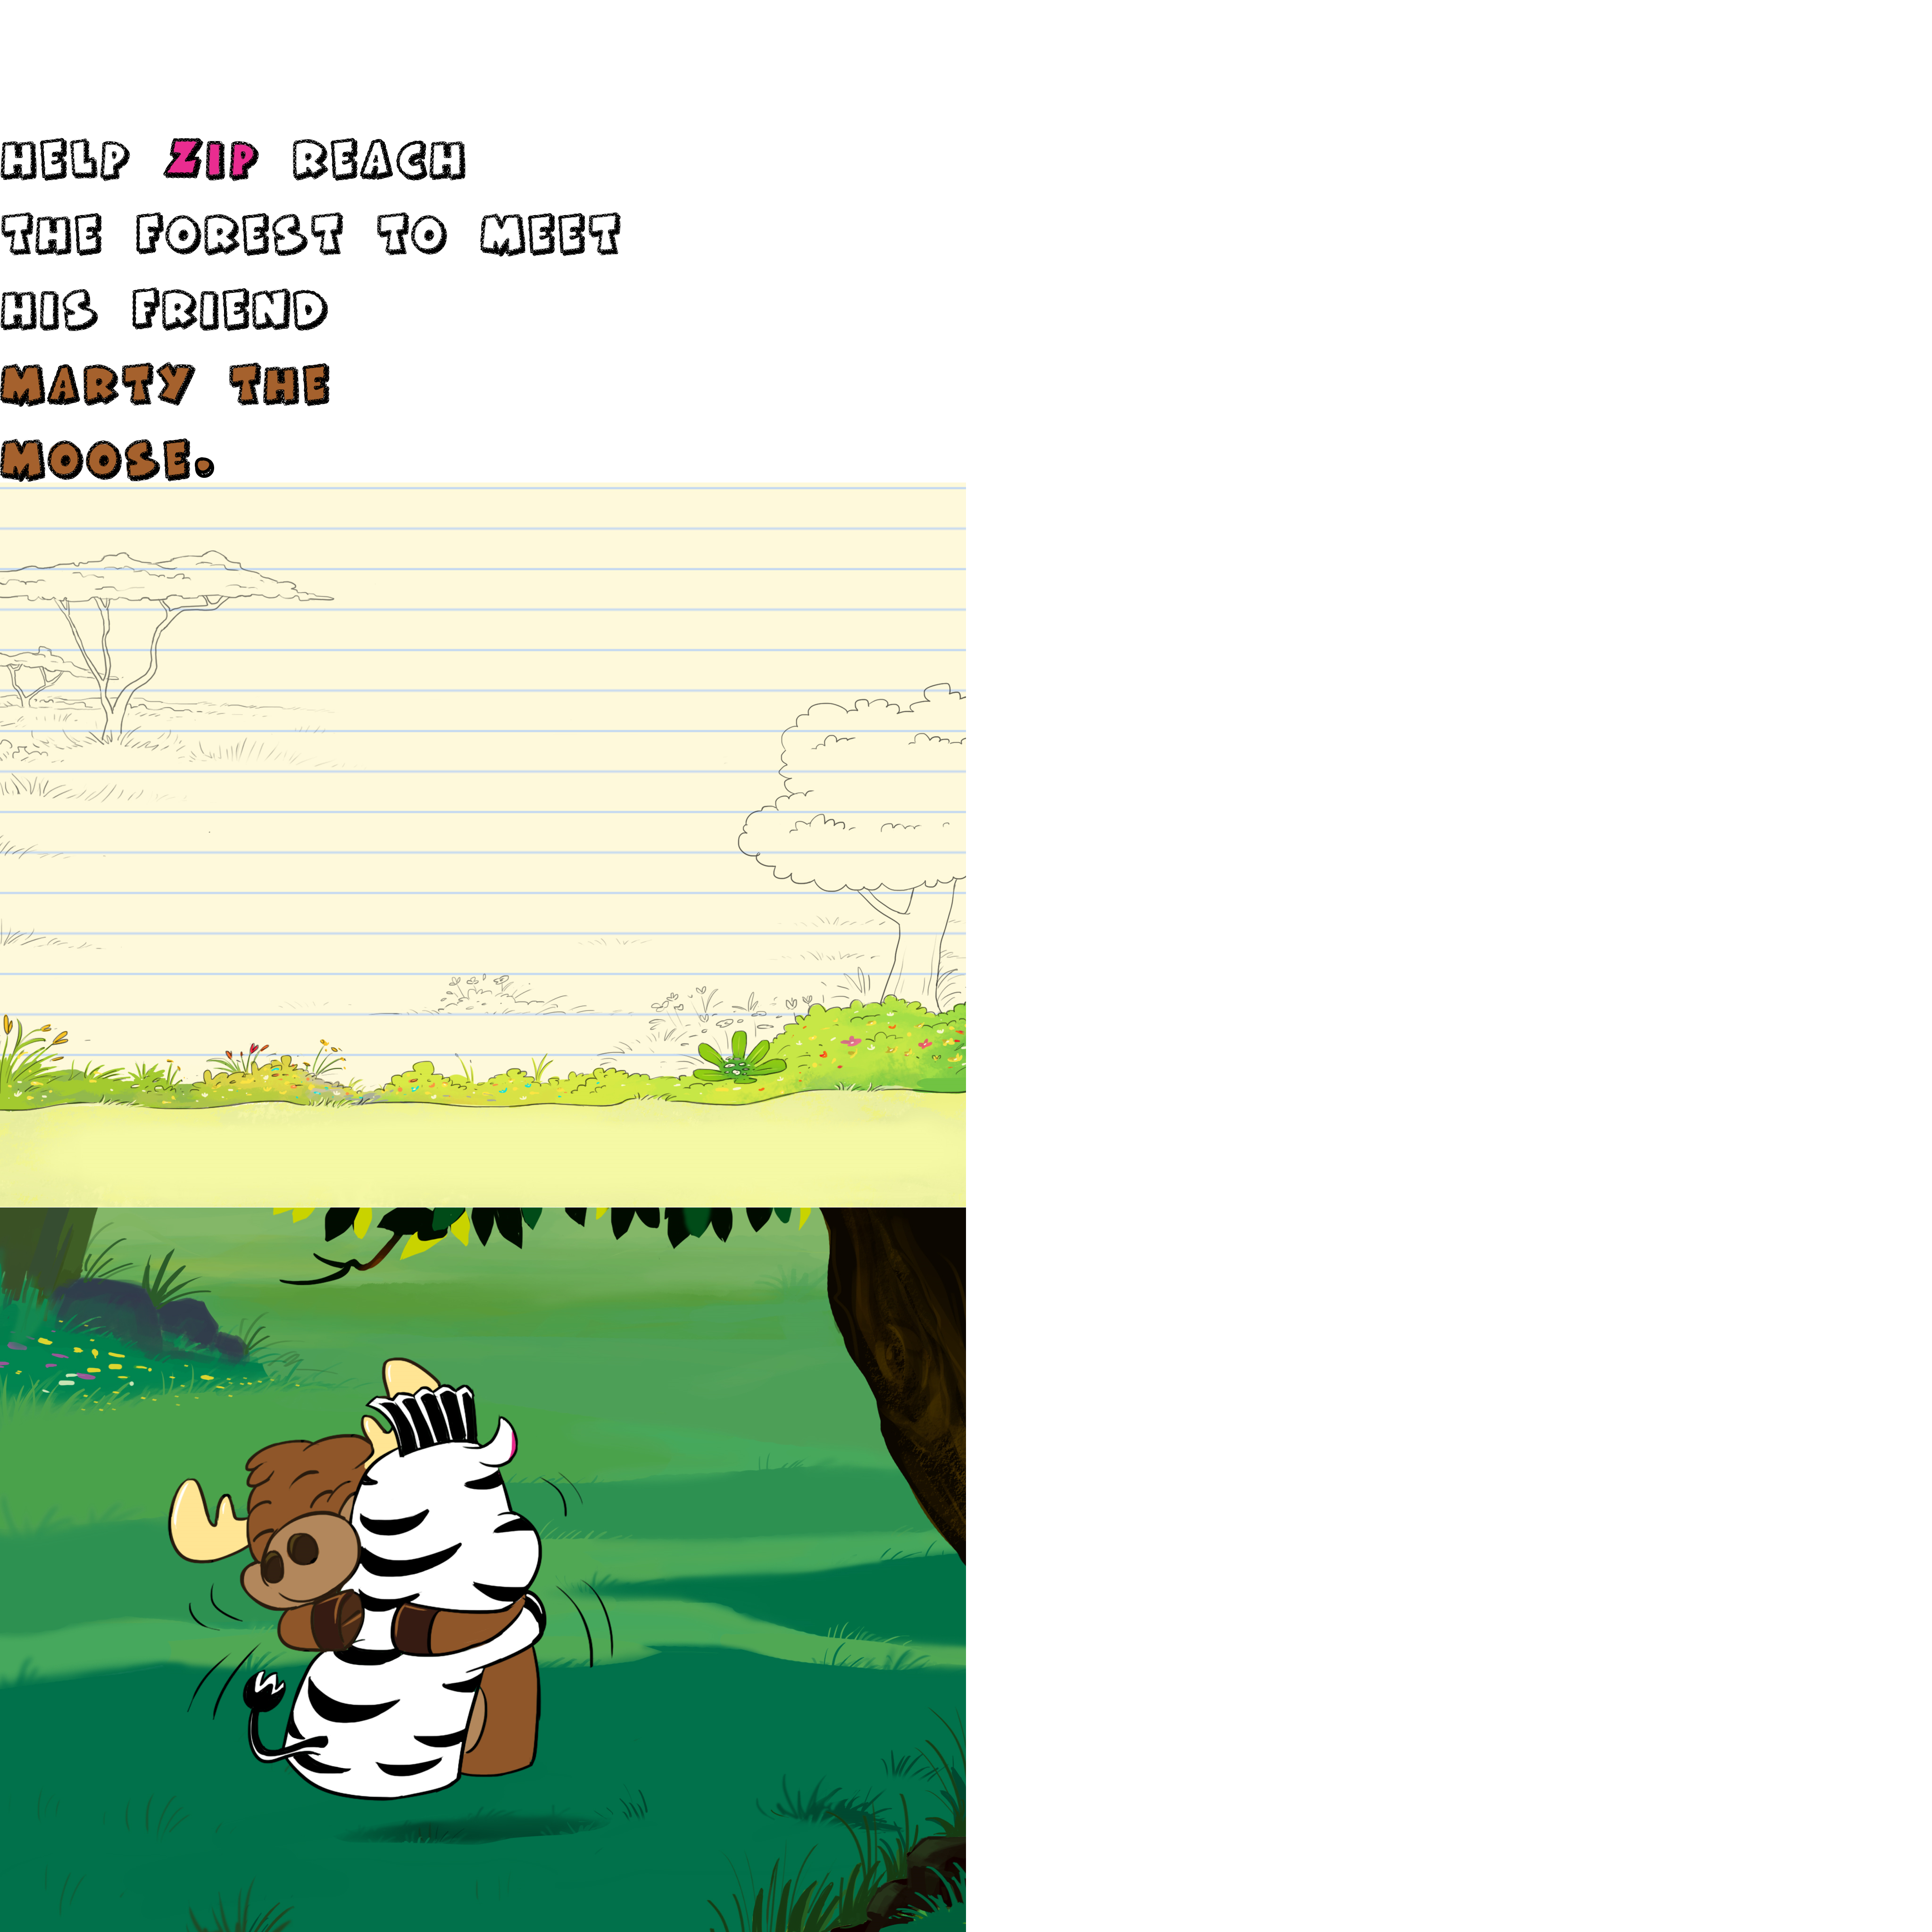 HELP ZIP REACH
THE FOREST TO MEET
HIS FRIEND
MARTY THE
MOOSE.